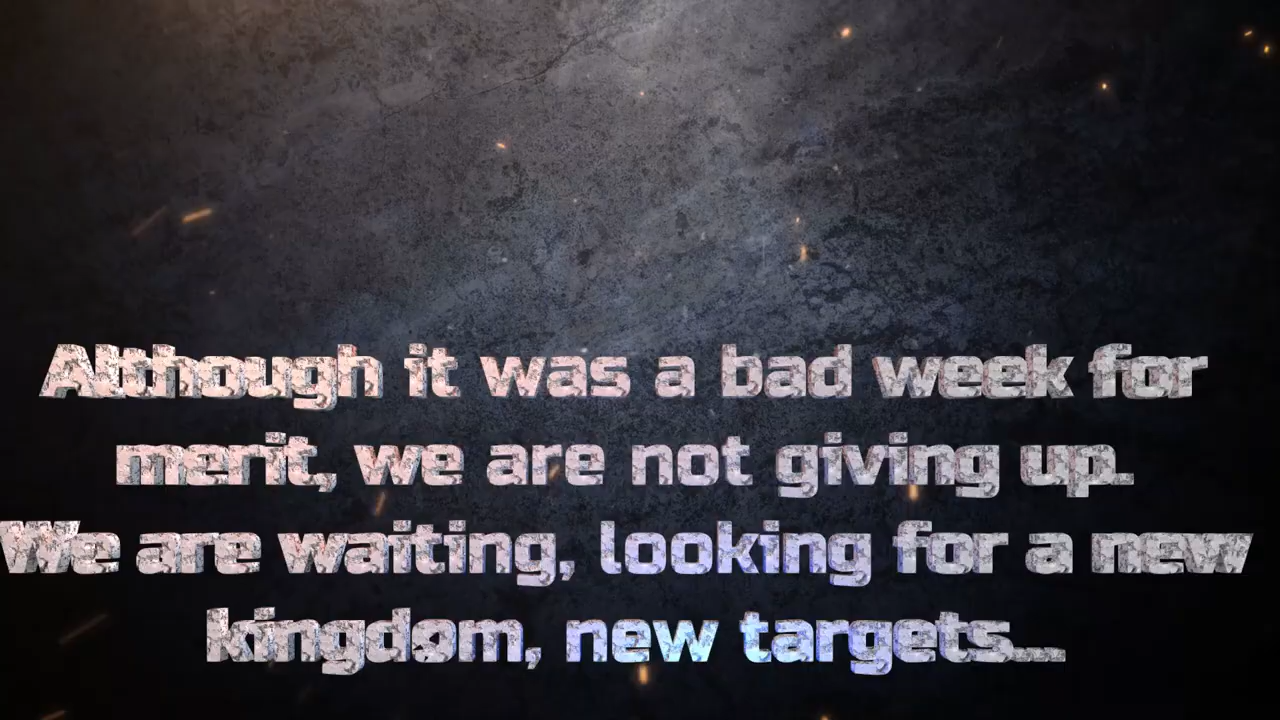 Although it was a bad week for
merit, we are not giving up.
We are waiting, looking for a new
kingdom, new targets...